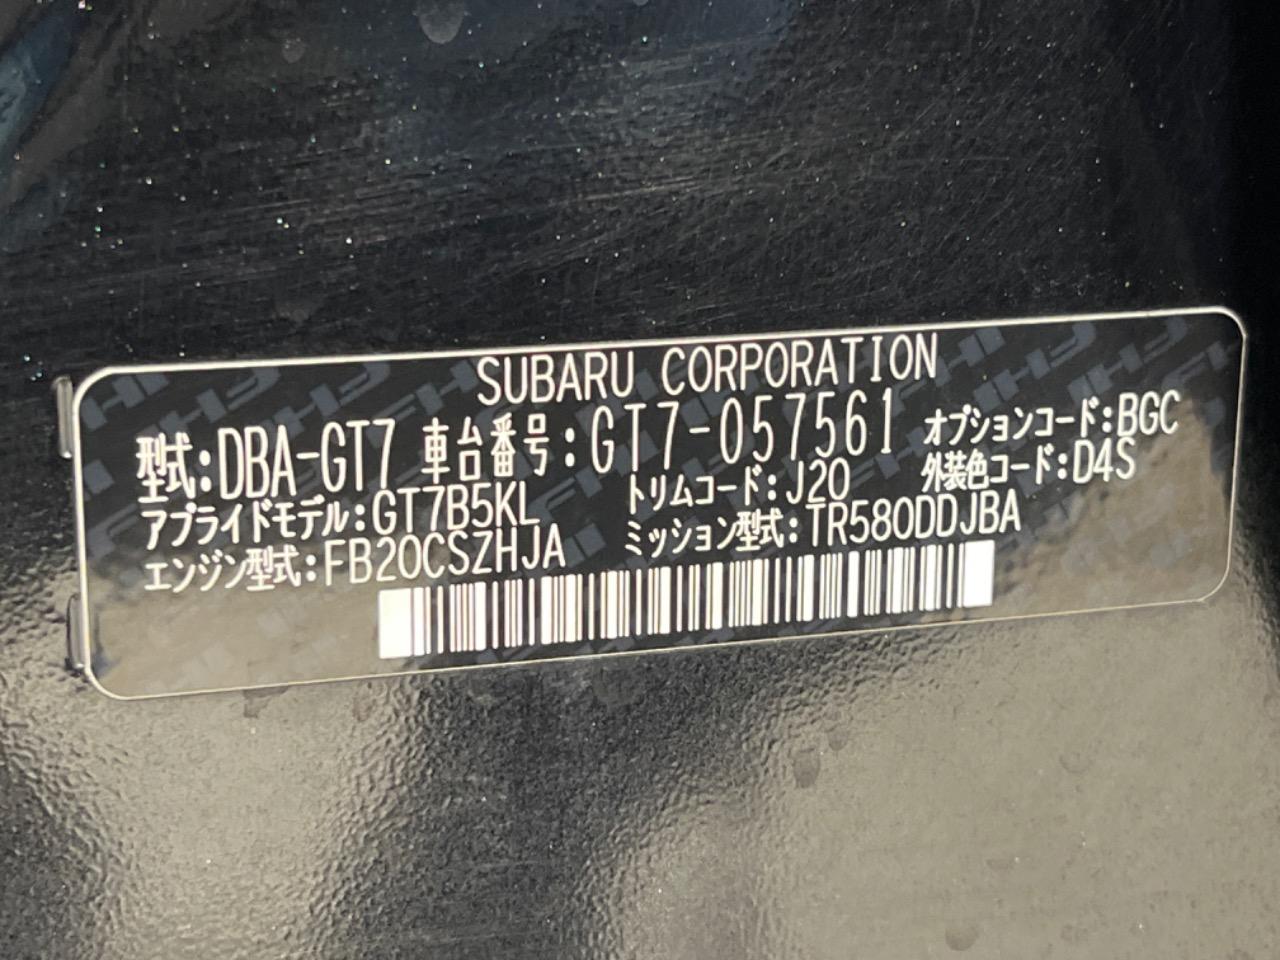 SUBARU CORPORATION
型式:DBA-GT7 車台番号:GT7-057561 オプションコード:BGC
アプライドモデル:GT7B5KL トリムコード:J20 外装色コード:D4S
エンジン型式:FB20CSZHJA ミッション型式:TR580DDJBA